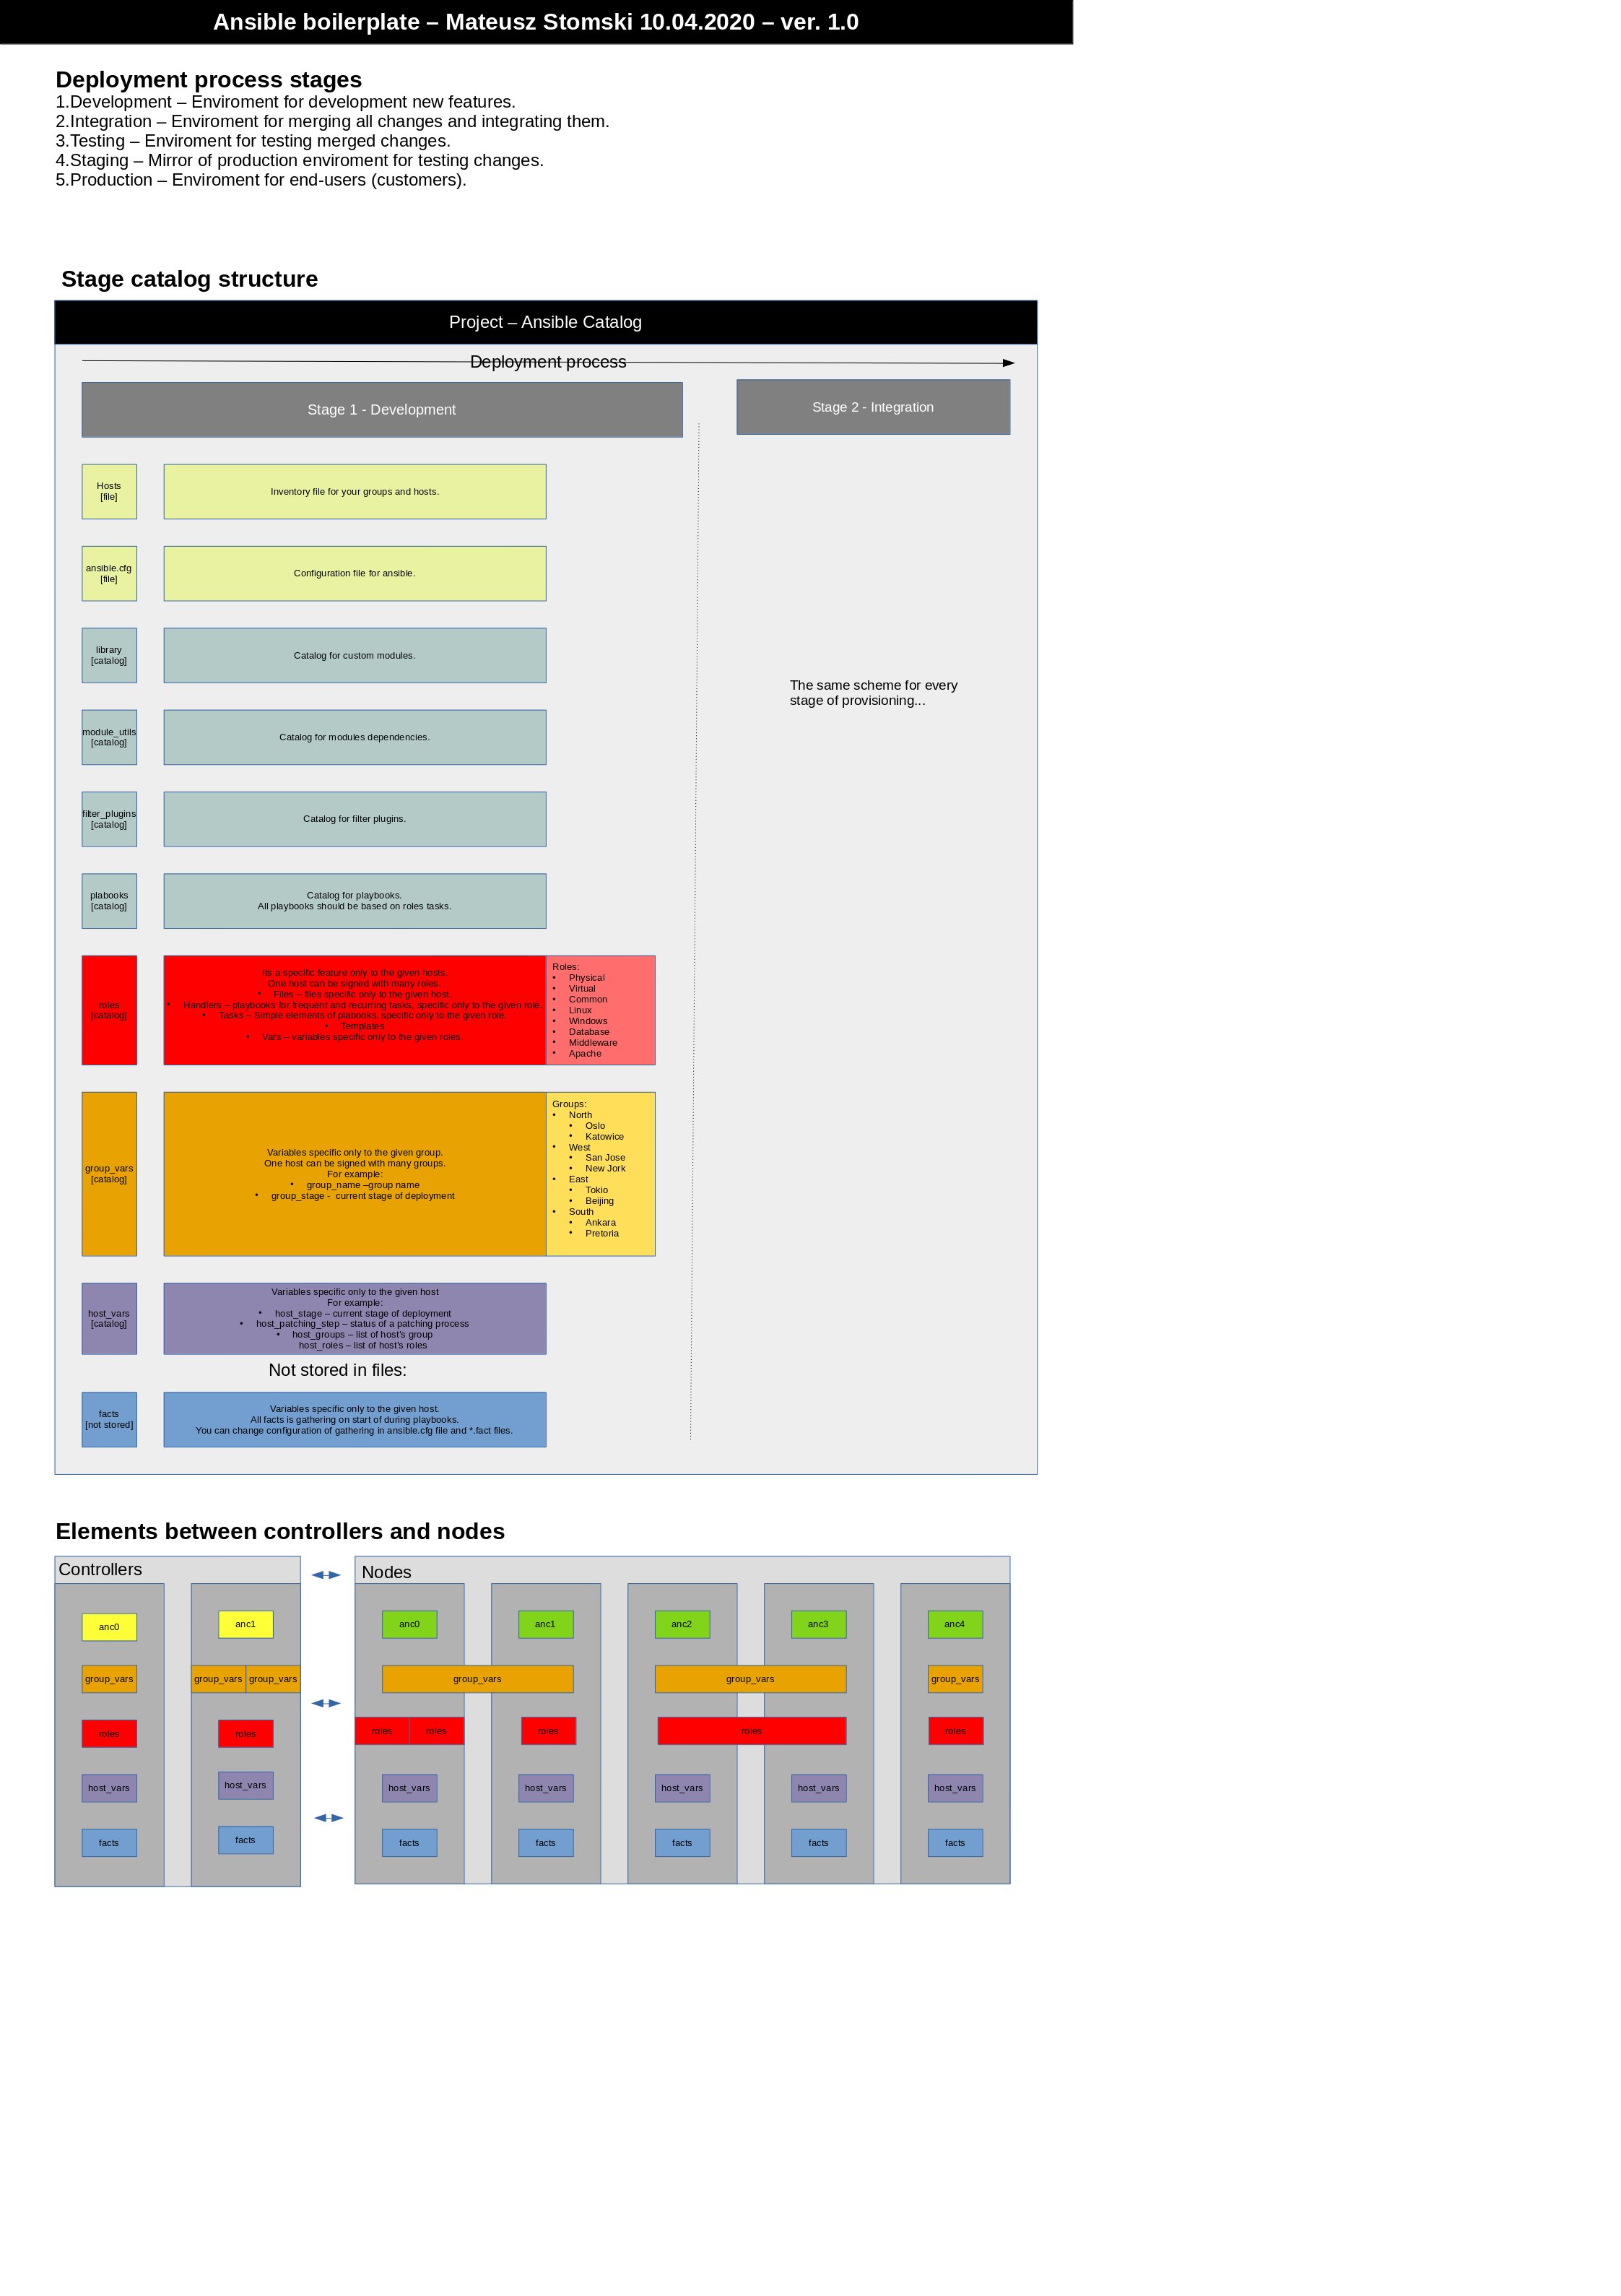 Ansible boilerplate – Mateusz Stomski 10.04.2020 – ver. 1.0
Deployment process stages
1.Development – Enviroment for development new features.
2.Integration – Enviroment for merging all changes and integrating them.
3.Testing – Enviroment for testing merged changes.
4.Staging – Mirror of production enviroment for testing changes.
5.Production – Enviroment for end-users (customers).
Stage catalog structure
Project – Ansible Catalog
Deployment process
Stage 1 - Development
Stage 2 - Integration
Hosts
[file]
Inventory file for your groups and hosts.
ansible.cfg
[file]
Configuration file for ansible.
library
[catalog]
Catalog for custom modules.
The same scheme for every
stage of provisioning...
module_utils
[catalog]
Catalog for modules dependencies.
filter_plugins
[catalog]
Catalog for filter plugins.
plabooks
[catalog]
Catalog for playbooks.
All playbooks should be based on roles tasks.
roles
[catalog]
Its a specific feature only to the given hosts.
One host can be signed with many roles.
• Files – files specific only to the given host.
• Handlers – playbooks for frequent and recurring tasks, specific only to the given role.
• Tasks – Simple elements of plabooks, specific only to the given role.
• Templates
• Vars – variables specific only to the given roles.
Roles:
• Physical
• Virtual
• Common
• Linux
• Windows
• Database
• Middleware
• Apache
group_vars
[catalog]
Variables specific only to the given group.
One host can be signed with many groups.
For example:
• group_name –group name
• group_stage - current stage of deployment
Groups:
• North
• Oslo
• Katowice
• West
• San Jose
• New Jork
• East
• Tokio
• Beijing
• South
• Ankara
• Pretoria
host_vars
[catalog]
Variables specific only to the given host
For example:
• host_stage – current stage of deployment
• host_patching_step – status of a patching process
• host_groups – list of host's group
host_roles – list of host's roles
Not stored in files:
facts
[not stored]
Variables specific only to the given host.
All facts is gathering on start of during playbooks.
You can change configuration of gathering in ansible.cfg file and *.fact files.
Elements between controllers and nodes
Controllers
anc0
anc1
group_vars
group_vars
group_vars
roles
roles
host_vars
host_vars
facts
facts
Nodes
anc0
anc1
anc2
anc3
anc4
group_vars
group_vars
group_vars
roles
roles
roles
roles
roles
host_vars
host_vars
host_vars
host_vars
host_vars
facts
facts
facts
facts
facts